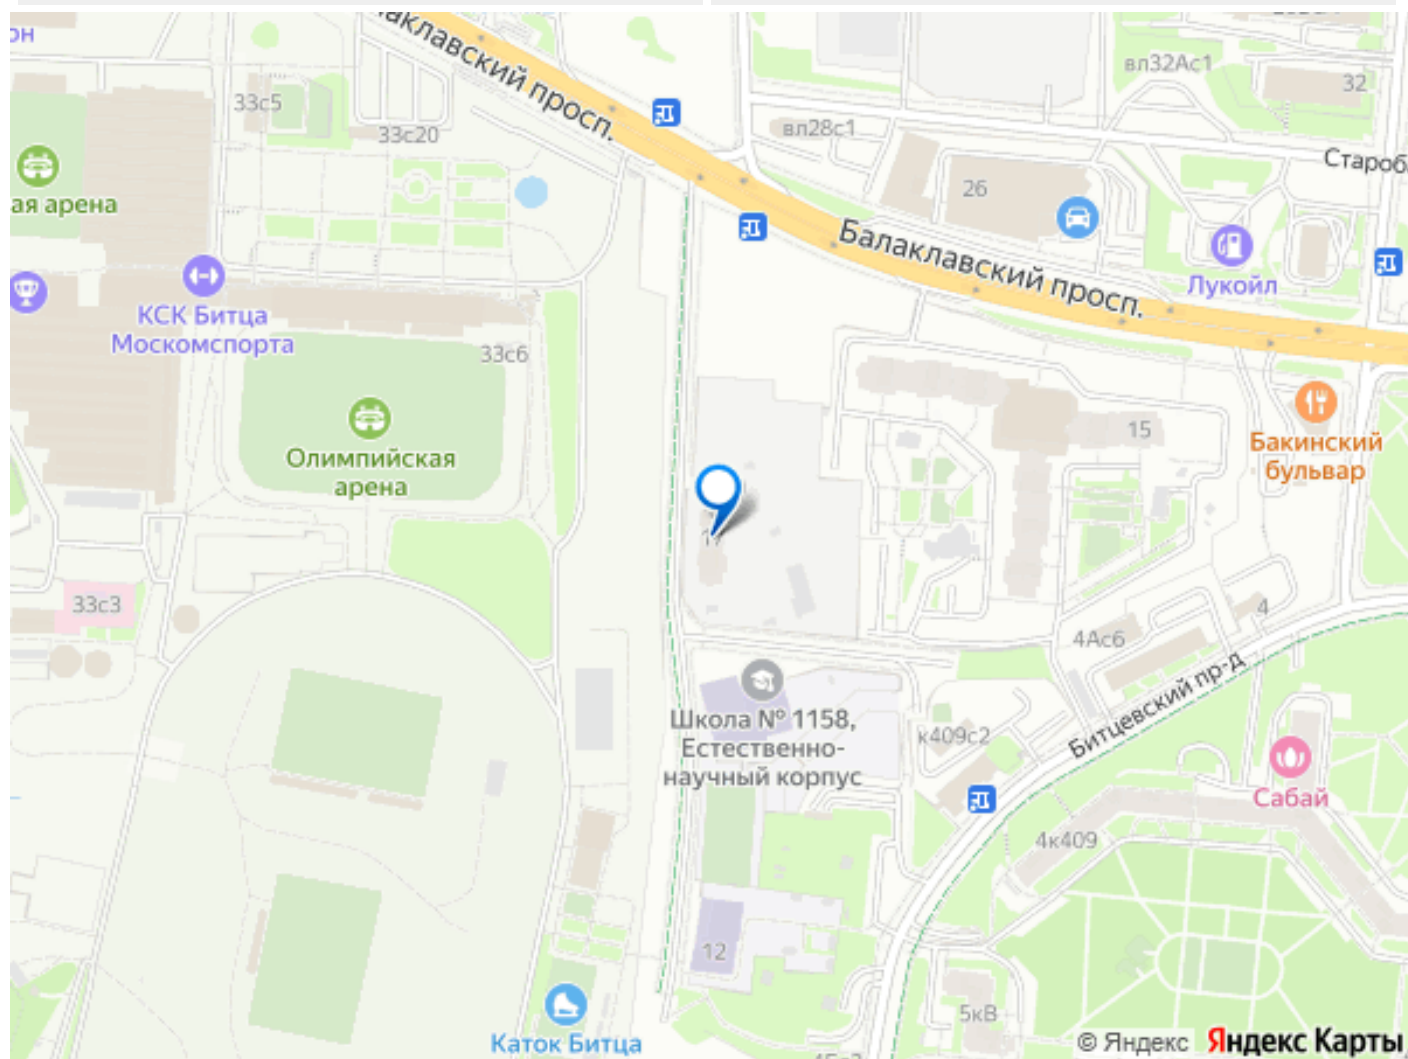 Балаклавский просп.
33с5
33с20
вл28с1
вл32Ас1
32
26
Балаклавский просп.
Лукойл
ая арена
КСК Битца
Москомспорта
33с6
Олимпийская
арена
15
Бакинский
бульвар
17
33с3
4
4Ас6
Битцевский пр-д
Школа № 1158,
Естественно-
научный корпус
к409с2
Сабай
4к409
12
5кВ
Каток Битца
© Яндекс Яндекс Карты